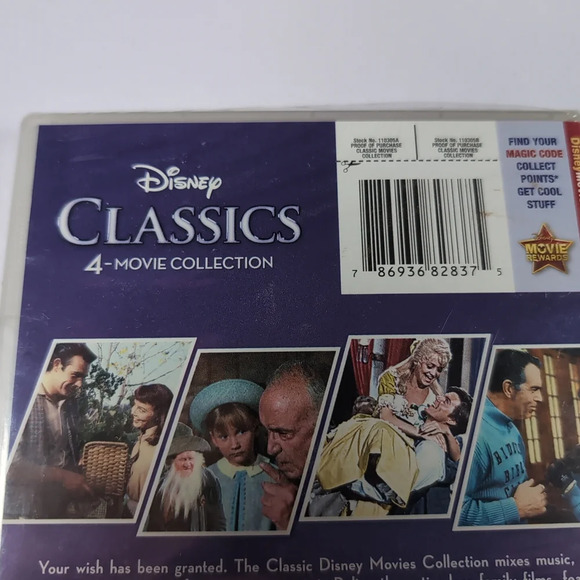 Disney
CLASSICS
4-MOVIE COLLECTION
Stock No. 110305A
PROOF OF PURCHASE
CLASSIC MOVIES
COLLECTION
Stock No. 110305B
PROOF OF PURCHASE
CLASSIC MOVIES
COLLECTION
7 86936 82837 5
FIND YOUR
MAGIC CODE
COLLECT
POINTS*
GET COOL
STUFF
MOVIE
REWARDS
Your wish has been granted. The Classic Disney Movies Collection mixes music,